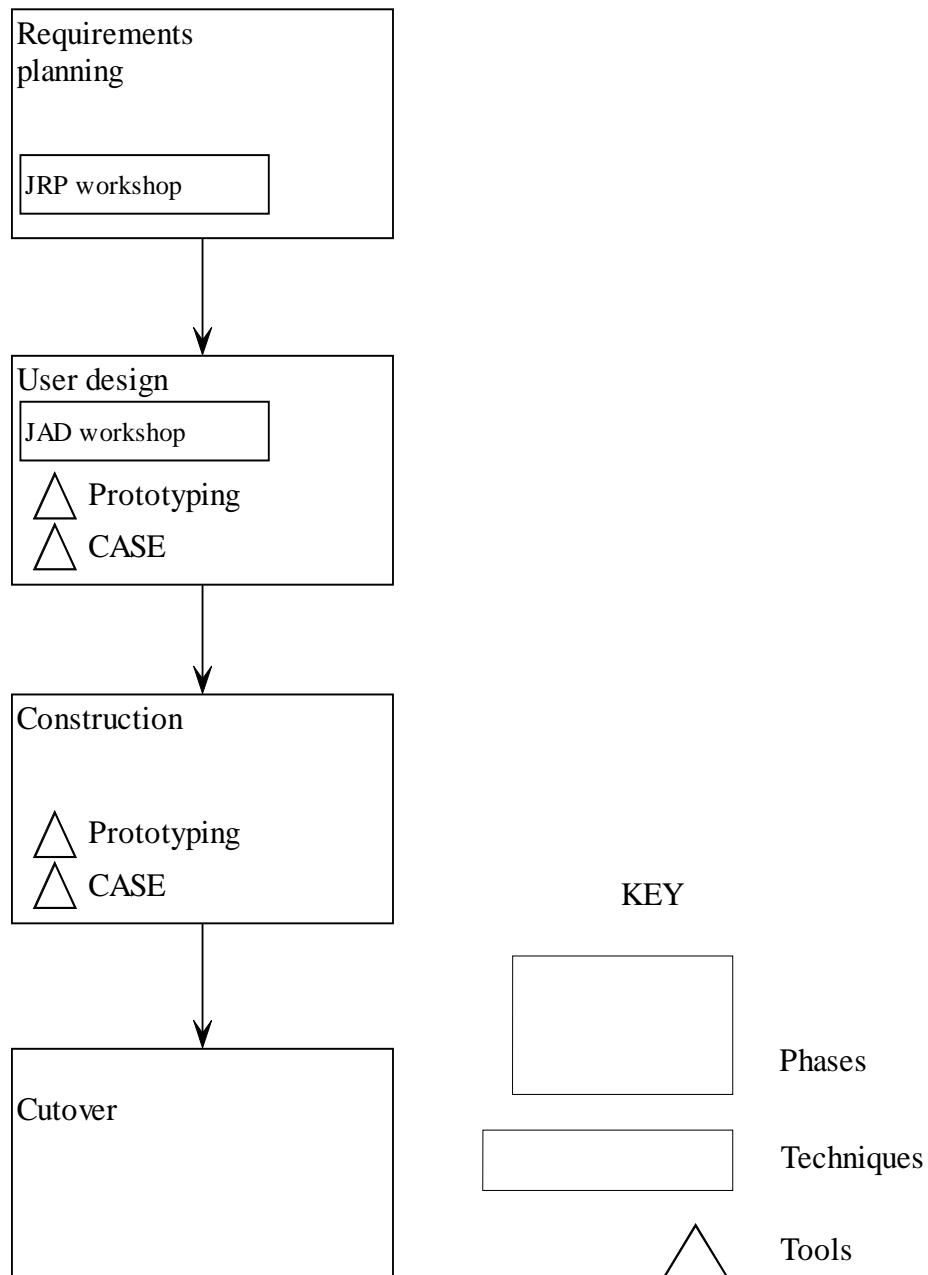 Requirements
planning
JRP workshop
User design
JAD workshop
Prototyping
CASE
Construction
Prototyping
CASE
Cutover
KEY
Phases
Techniques
Tools